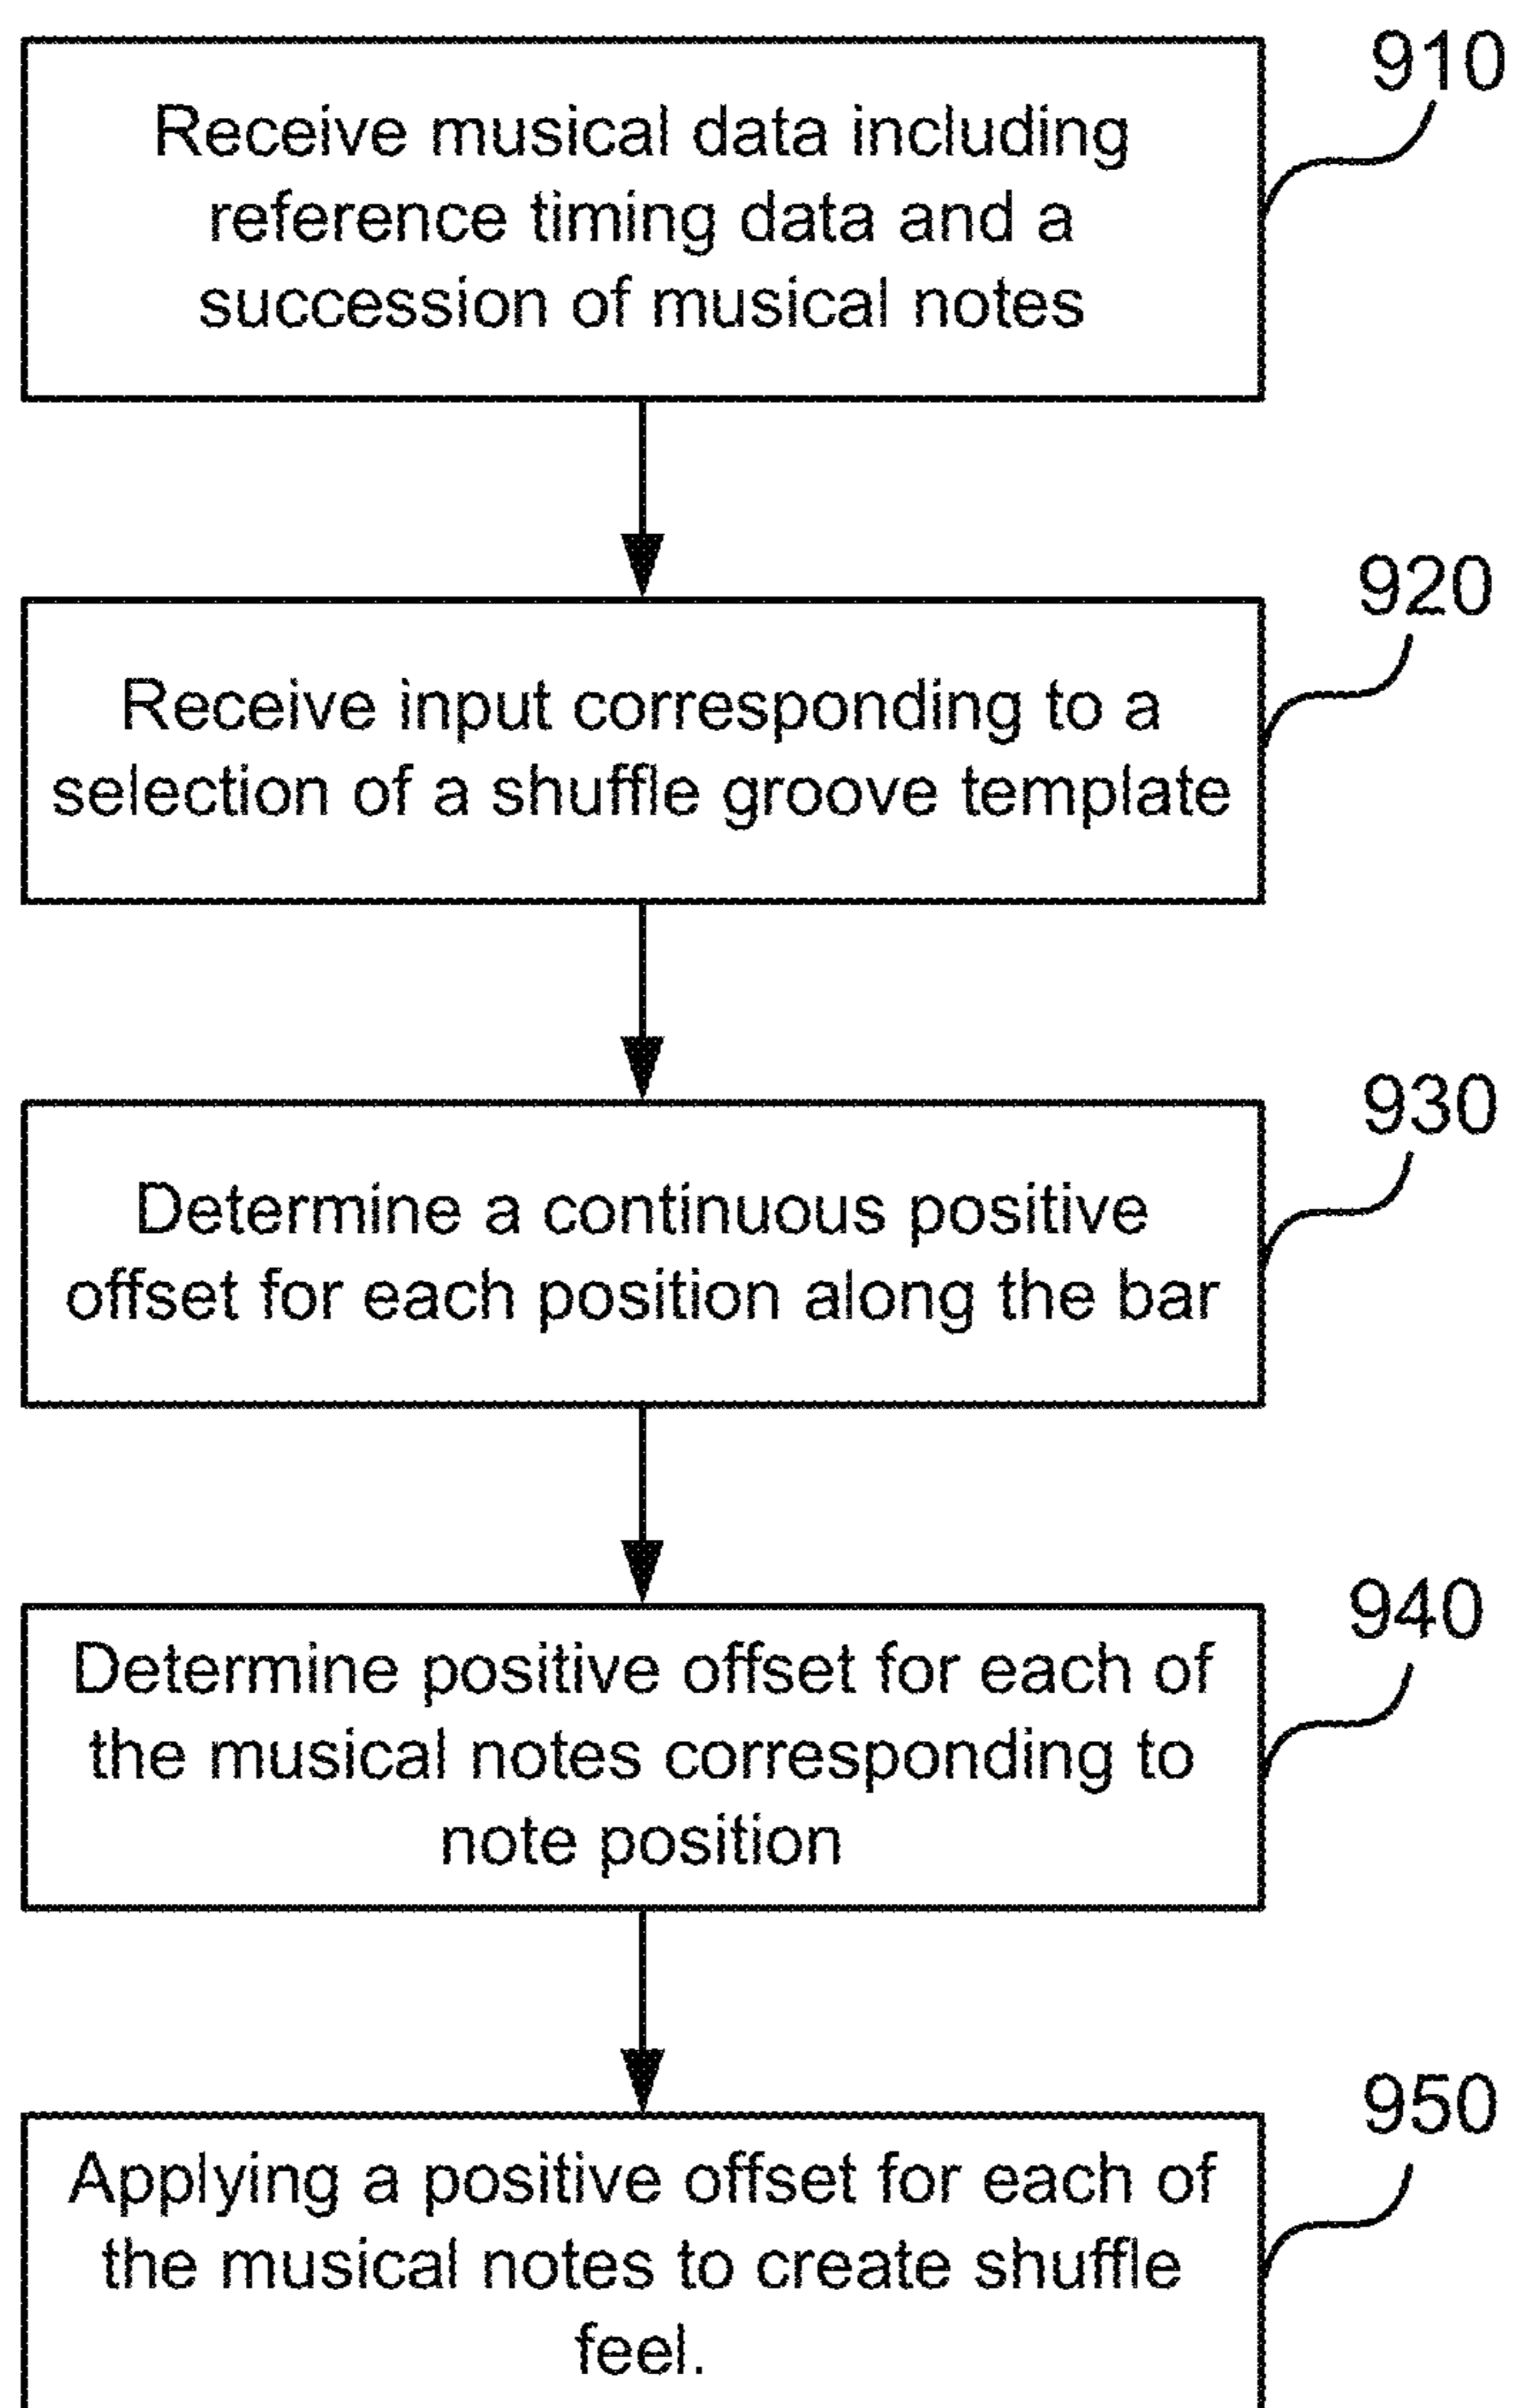 910
Receive musical data including
reference timing data and a
succession of musical notes
920
Receive input corresponding to a
selection of a shuffle groove template
930
Determine a continuous positive
offset for each position along the bar
940
Determine positive offset for each of
the musical notes corresponding to
note position
950
Applying a positive offset for each of
the musical notes to create shuffle
feel.